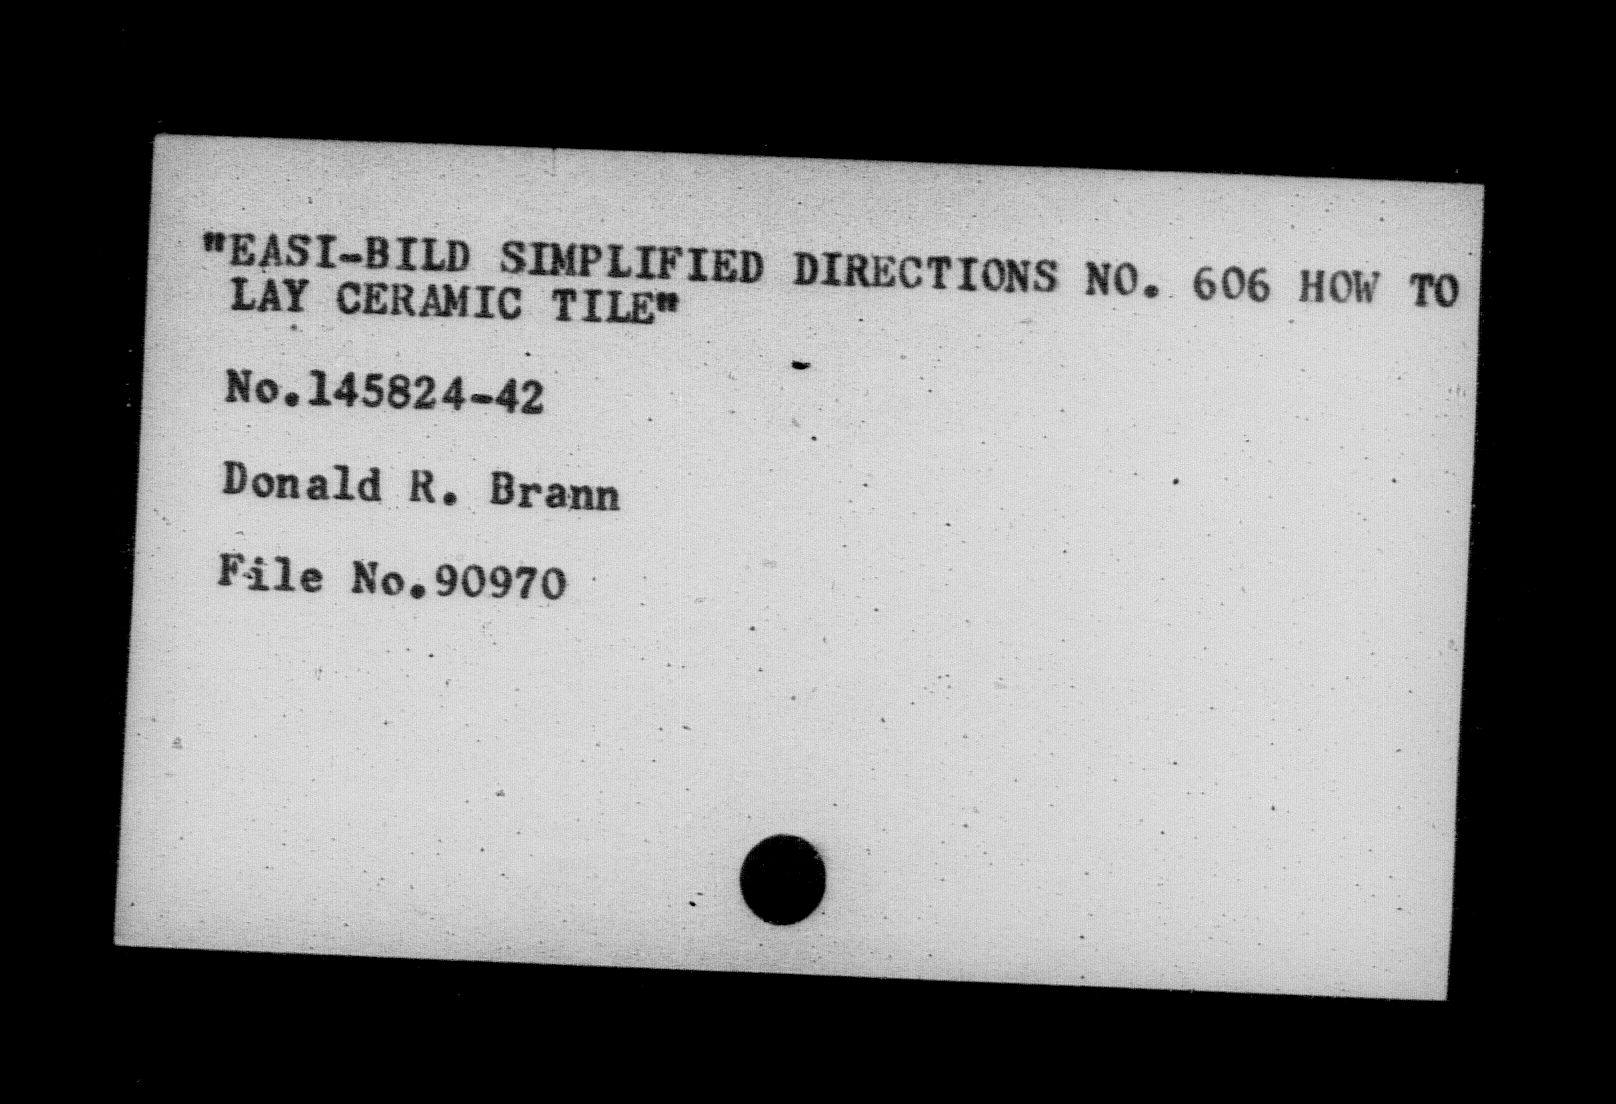 "EASI-BILD SIMPLIFIED DIRECTIONS NO. 606 HOW TO
LAY CERAMIC TILE"
No.145824-42
Donald R. Brann
File No.90970